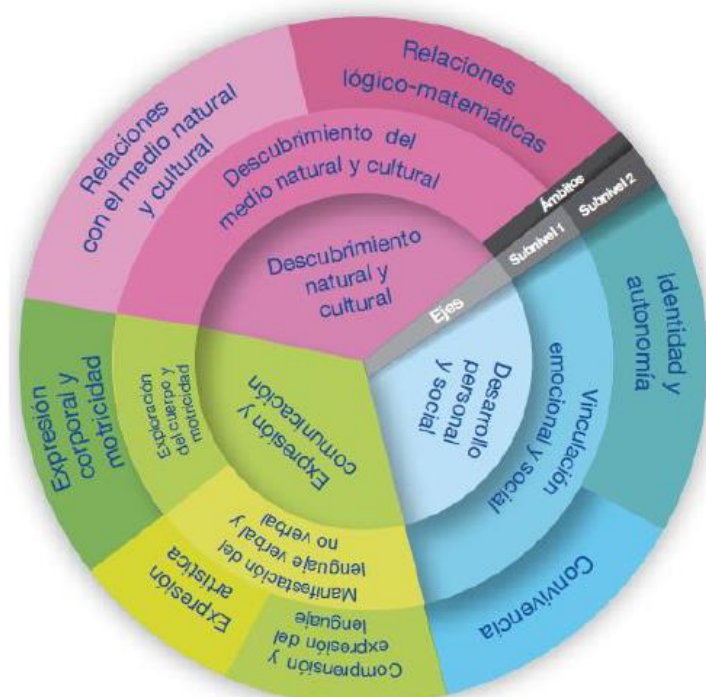 Relaciones
lógico-matemáticas
Relaciones
con el medio natural
y cultural
Descubrimiento del
medio natural y cultural
Descubrimiento
natural y
cultural
Ámbitos
Subnivel 2
Subnivel 1
Ejes
Identidad y
autonomía
Vinculación
emocional y social
Desarrollo
personal
y social
Convivencia
Expresión y
comunicación
Exploración
del cuerpo y
motricidad
Expresión
corporal y
motricidad
Manifestación del
lenguaje verbal y
no verbal
Expresión
artística
Comprensión y
expresión del
lenguaje